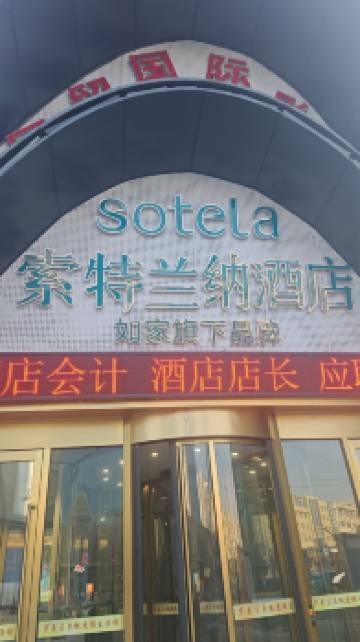 国际
sotela
索特兰纳酒店
如家旗下品牌
店会计 酒店店长 应